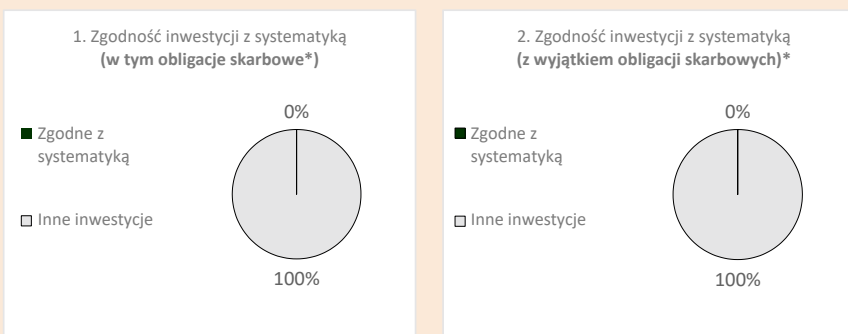 1. Zgodność inwestycji z systematyką
(w tym obligacje skarbowe*)
0%
Zgodne z
systematyką
Inne inwestycje
100%
2. Zgodność inwestycji z systematyką
(z wyjątkiem obligacji skarbowych)*
0%
Zgodne z
systematyką
Inne inwestycje
100%